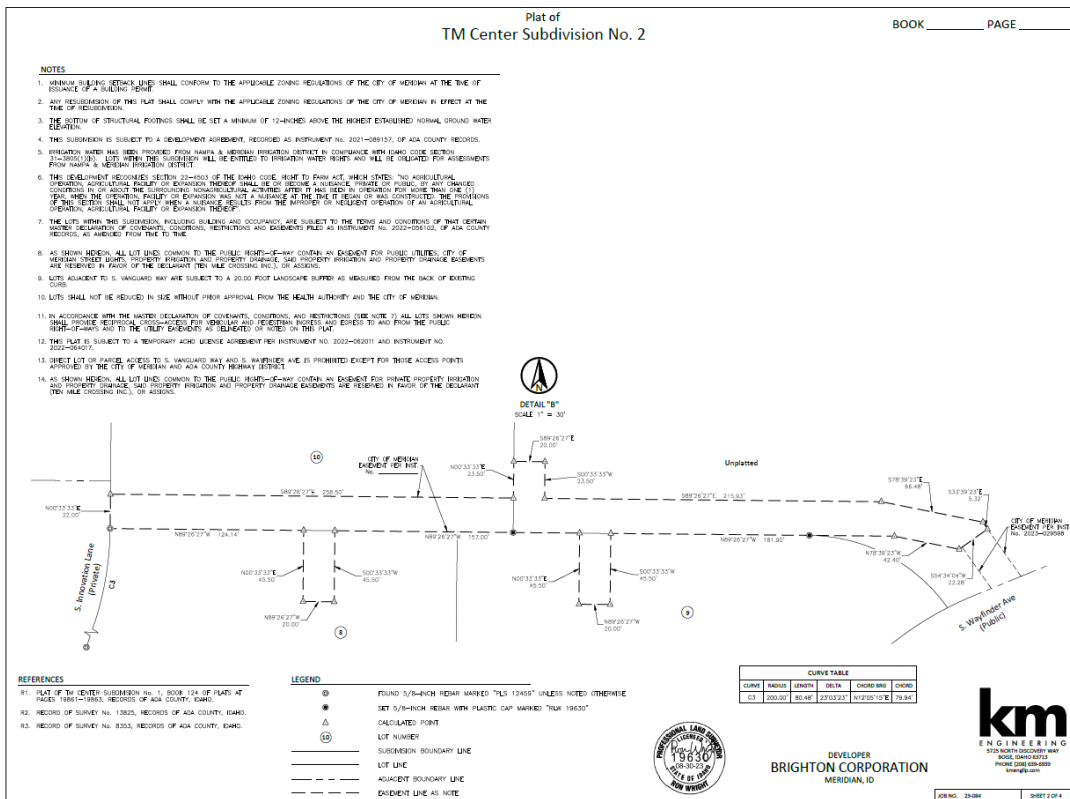 Plat of
TM Center Subdivision No. 2
BOOK ________ PAGE ________
NOTES
1. MINIMUM BUILDING SETBACK LINES SHALL CONFORM TO THE APPLICABLE ZONING REGULATIONS OF THE CITY OF MERIDIAN AT THE TIME OF
ISSUANCE OF A BUILDING PERMIT.
2. ANY RESUBDIVISION OF THIS PLAT SHALL COMPLY WITH THE APPLICABLE ZONING REGULATIONS OF THE CITY OF MERIDIAN IN EFFECT AT THE
TIME OF RESUBDIVISION.
3. THE BOTTOM OF STRUCTURAL FOOTINGS SHALL BE SET A MINIMUM OF 12-INCHES ABOVE THE HIGHEST ESTABLISHED NORMAL GROUND WATER
ELEVATION.
4. THIS SUBDIVISION IS SUBJECT TO A DEVELOPMENT AGREEMENT, RECORDED AS INSTRUMENT No. 2021-089157, OF ADA COUNTY RECORDS.
5. IRRIGATION WATER HAS BEEN PROVIDED FROM NAMPA & MERIDIAN IRRIGATION DISTRICT IN COMPLIANCE WITH IDAHO CODE SECTION
31-3805(1)(b). LOTS WITHIN THIS SUBDIVISION WILL BE ENTITLED TO IRRIGATION WATER RIGHTS AND WILL BE OBLIGATED FOR ASSESSMENTS
FROM NAMPA & MERIDIAN IRRIGATION DISTRICT.
6. THIS DEVELOPMENT RECOGNIZES SECTION 22-4503 OF THE IDAHO CODE, RIGHT TO FARM ACT, WHICH STATES: "NO AGRICULTURAL
OPERATION, AGRICULTURAL FACILITY OR EXPANSION THEREOF SHALL BE OR BECOME A NUISANCE, PRIVATE OR PUBLIC, BY ANY CHANGED
CONDITIONS IN OR ABOUT THE SURROUNDING NONAGRICULTURAL ACTIVITIES AFTER IT HAS BEEN IN OPERATION FOR MORE THAN ONE (1)
YEAR, WHEN THE OPERATION, FACILITY OR EXPANSION WAS NOT A NUISANCE AT THE TIME IT BEGAN OR WAS CONSTRUCTED. THE PROVISIONS
OF THIS SECTION SHALL NOT APPLY WHEN A NUISANCE RESULTS FROM THE IMPROPER OR NEGLIGENT OPERATION OF AN AGRICULTURAL
OPERATION, AGRICULTURAL FACILITY OR EXPANSION THEREOF".
7. THE LOTS WITHIN THIS SUBDIVISION, INCLUDING BUILDING AND OCCUPANCY, ARE SUBJECT TO THE TERMS AND CONDITIONS OF THAT CERTAIN
MASTER DECLARATION OF COVENANTS, CONDITIONS, RESTRICTIONS AND EASEMENTS FILED AS INSTRUMENT No. 2022-056102, OF ADA COUNTY
RECORDS, AS AMENDED FROM TIME TO TIME.
8. AS SHOWN HEREON, ALL LOT LINES COMMON TO THE PUBLIC RIGHTS-OF-WAY CONTAIN AN EASEMENT FOR PUBLIC UTILITIES, CITY OF
MERIDIAN STREET LIGHTS, PROPERTY IRRIGATION AND PROPERTY DRAINAGE, SAID PROPERTY IRRIGATION AND PROPERTY DRAINAGE EASEMENTS
ARE RESERVED IN FAVOR OF THE DECLARANT (TEN MILE CROSSING INC.), OR ASSIGNS.
9. LOTS ADJACENT TO S. VANGUARD WAY ARE SUBJECT TO A 20.00 FOOT LANDSCAPE BUFFER AS MEASURED FROM THE BACK OF EXISTING
CURB.
10. LOTS SHALL NOT BE REDUCED IN SIZE WITHOUT PRIOR APPROVAL FROM THE HEALTH AUTHORITY AND THE CITY OF MERIDIAN.
11. IN ACCORDANCE WITH THE MASTER DECLARATION OF COVENANTS, CONDITIONS, AND RESTRICTIONS (SEE NOTE 7) ALL LOTS SHOWN HEREON
SHALL PROVIDE RECIPROCAL CROSS-ACCESS FOR VEHICULAR AND PEDESTRIAN INGRESS AND EGRESS TO AND FROM THE PUBLIC
RIGHT-OF-WAYS AND TO THE UTILITY EASEMENTS AS DELINEATED OR NOTED ON THIS PLAT.
12. THIS PLAT IS SUBJECT TO A TEMPORARY ACHD LICENSE AGREEMENT PER INSTRUMENT NO. 2022-062011 AND INSTRUMENT NO.
2022-064017.
13. DIRECT LOT OR PARCEL ACCESS TO S. VANGUARD WAY AND S. WAYFINDER AVE. IS PROHIBITED EXCEPT FOR THOSE ACCESS POINTS
APPROVED BY THE CITY OF MERIDIAN AND ADA COUNTY HIGHWAY DISTRICT.
14. AS SHOWN HEREON, ALL LOT LINES COMMON TO THE PUBLIC RIGHTS-OF-WAY CONTAIN AN EASEMENT FOR PRIVATE PROPERTY IRRIGATION
AND PROPERTY DRAINAGE, SAID PROPERTY IRRIGATION AND PROPERTY DRAINAGE EASEMENTS ARE RESERVED IN FAVOR OF THE DECLARANT
(TEN MILE CROSSING INC.), OR ASSIGNS.
N
DETAIL "B"
SCALE 1" = 30'
S89°26'27"E
20.00'
10
CITY OF MERIDIAN
EASEMENT PER INST.
No. ________
N00°33'33"E
23.50'
S00°33'33"W
23.50'
Unplatted
S78°39'23"E
66.48'
S33°39'23"E
5.32'
S89°26'27"E 258.50'
S89°26'27"E 215.93'
N00°33'33"E
22.00'
CITY OF MERIDIAN
EASEMENT PER INST.
No. 2023-029598
N89°26'27"W 124.14'
N89°26'27"W 157.00'
N89°26'27"W 181.90'
N78°39'23"W
42.40'
S54°34'04"W
22.28'
S. Innovation Lane
(Private)
C3
N00°33'33"E
45.50'
S00°33'33"W
45.50'
N00°33'33"E
45.50'
S00°33'33"W
45.50'
N89°26'27"W
20.00'
8
N89°26'27"W
20.00'
9
S. Wayfinder Ave
(Public)
REFERENCES
R1. PLAT OF TM CENTER SUBDIVISION No. 1, BOOK 124 OF PLATS AT
PAGES 19861-19863, RECORDS OF ADA COUNTY, IDAHO.
R2. RECORD OF SURVEY No. 13825, RECORDS OF ADA COUNTY, IDAHO.
R3. RECORD OF SURVEY No. 8353, RECORDS OF ADA COUNTY, IDAHO.
LEGEND
FOUND 5/8-INCH REBAR MARKED "PLS 12459" UNLESS NOTED OTHERWISE
SET 5/8-INCH REBAR WITH PLASTIC CAP MARKED "RLW 19630"
CALCULATED POINT
10 LOT NUMBER
SUBDIVISION BOUNDARY LINE
LOT LINE
ADJACENT BOUNDARY LINE
EASEMENT LINE AS NOTE
CURVE TABLE
CURVE RADIUS LENGTH DELTA CHORD BRG CHORD
C3 200.00' 80.48' 23°03'23" N12°05'15"E 79.94'
PROFESSIONAL LAND SURVEYOR
LICENSED
19630
08-30-23
STATE OF IDAHO
RON WRIGHT
DEVELOPER
BRIGHTON CORPORATION
MERIDIAN, ID
km
ENGINEERING
5725 NORTH DISCOVERY WAY
BOISE, IDAHO 83713
PHONE (208) 639-6939
kmengllp.com
JOB NO. 23-084
SHEET 2 OF 4